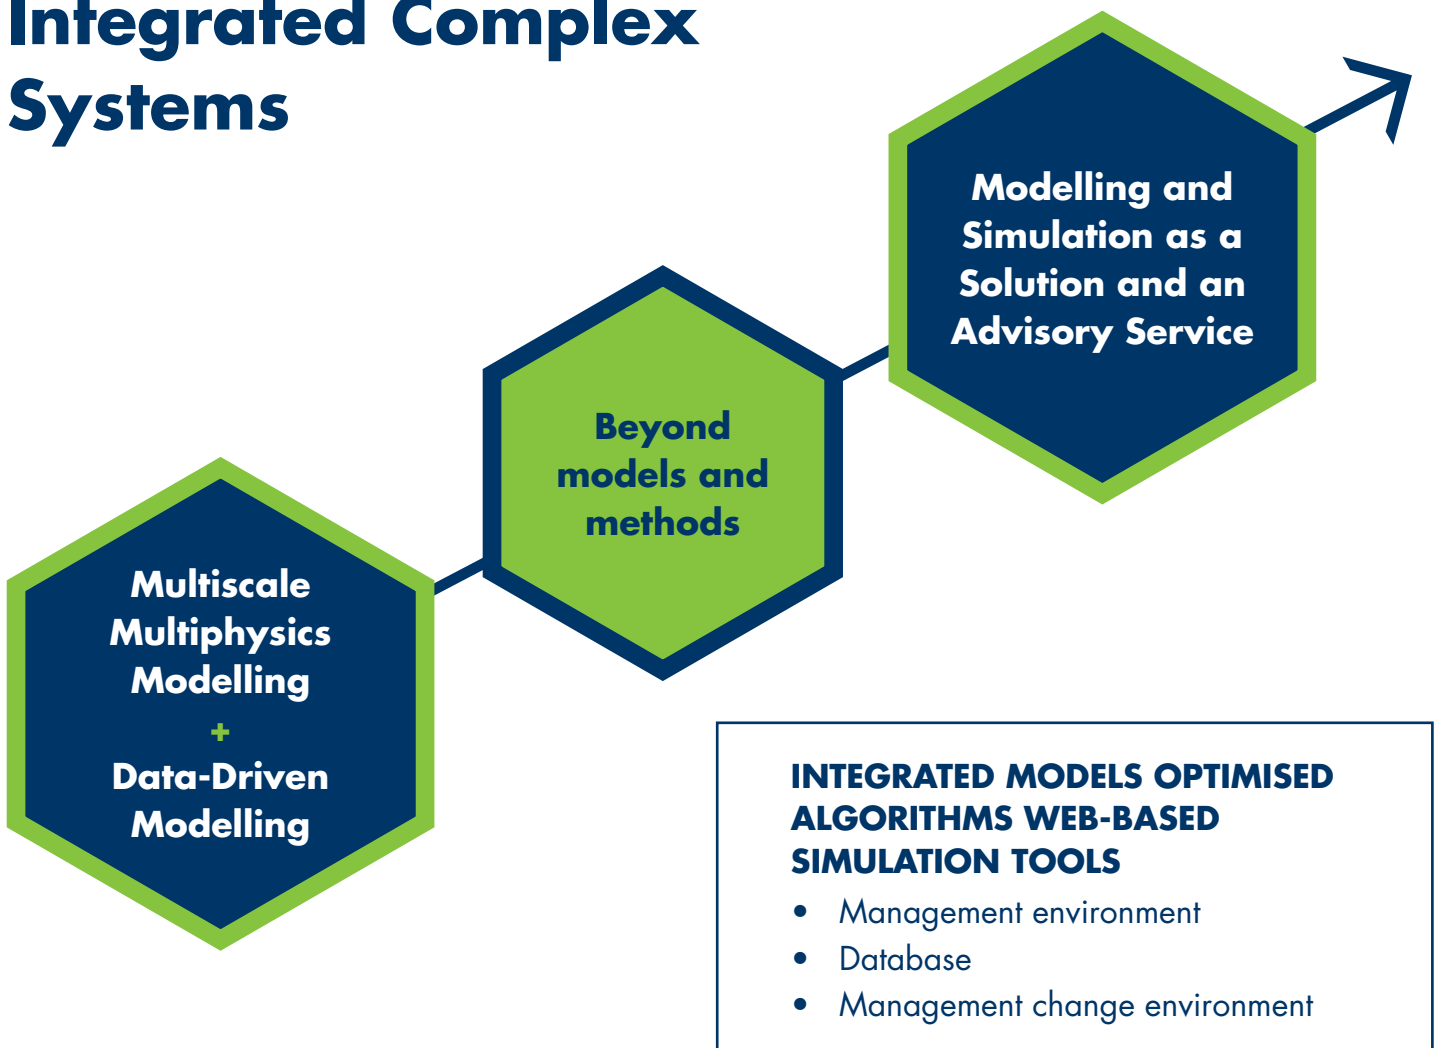 Integrated Complex
Systems
Modelling and
Simulation as a
Solution and an
Advisory Service
Beyond
models and
methods
Multiscale
Multiphysics
Modelling
+
Data-Driven
Modelling
INTEGRATED MODELS OPTIMISED
ALGORITHMS WEB-BASED
SIMULATION TOOLS
• Management environment
• Database
• Management change environment